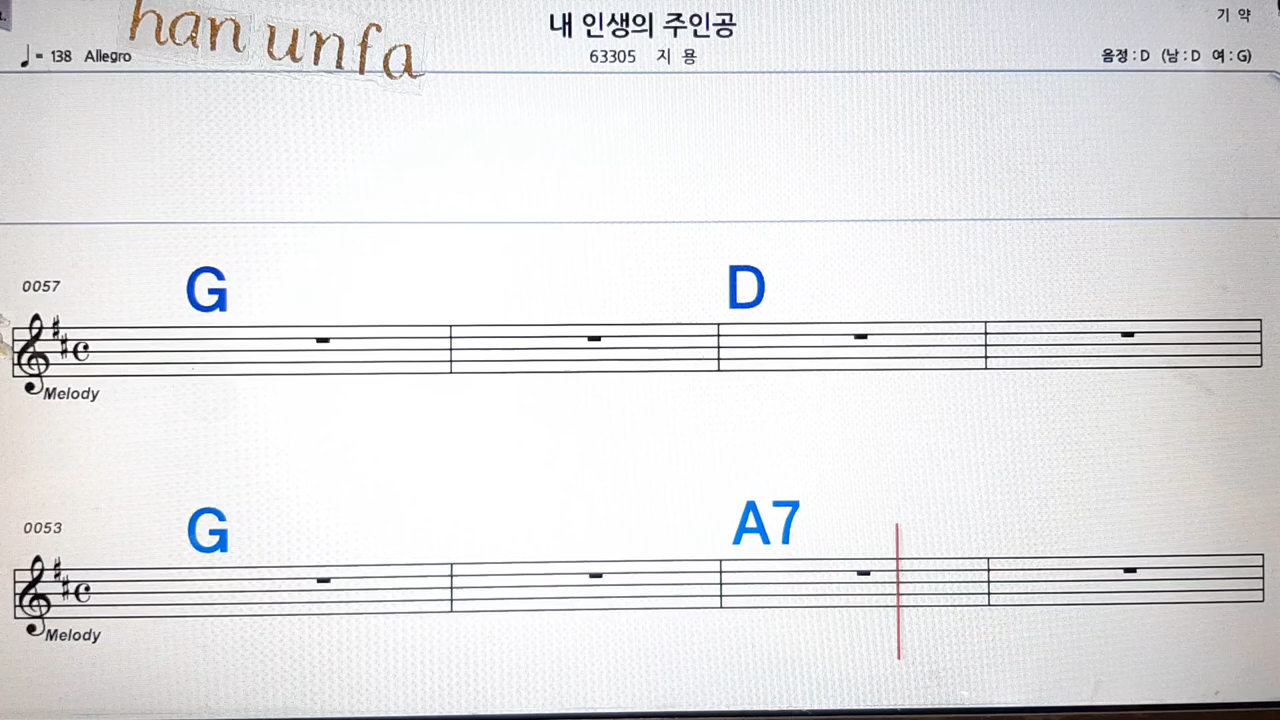 han unfa
내 인생의 주인공
기 약
♩= 138 Allegro
63305 지 용
음정 : D (남 : D 여 : G)
0057
G D
Melody
0053
G A7
Melody